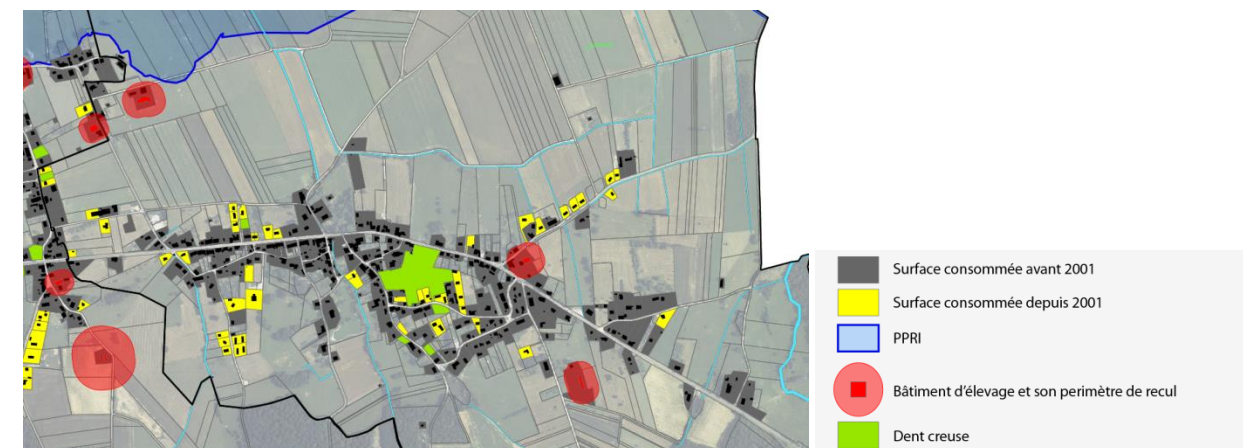 Surface consommée avant 2001
Surface consommée depuis 2001
PPRI
Bâtiment d'élevage et son perimètre de recul
Dent creuse